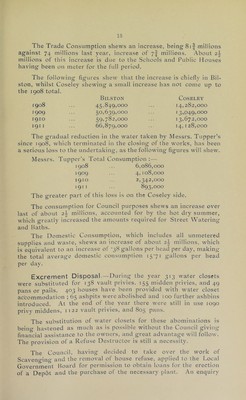 18
The Trade Consumption shews an increase, being 81¾ millions
against 74 millions last year, increase of 7¾ millions. About 2½
millions of this increase is due to the Schools and Public Houses
having been on meter for the full period.
The following figures shew that the increase is chiefly in Bil-
ston, whilst Coseley shewing a small increase has not come up to
the 1908 total.
Bilston Coseley
1908 43,849,000 14,282,000
1909 50,639,000 13,049,000
1910 59,782,000 13,672,000
1911 66,879,000 14,128,000
The gradual reduction in the water taken by Messrs. Tupper's
since 1908, which terminated in the closing of the works, has been
a serious loss to the undertaking, as the following figures will shew.
Messrs. Tupper's Total Consumption:—
1908 6,086,000
1909 4,108,000
1910 2,342,000
1911 893,000
The greater part of this loss is on the Coseley side.
The consumption for Council purposes shews an increase over
last of about 2½ millions, accounted for by the hot dry summer,
which greatly increased the amounts required for Street Watering
and Baths.
The Domestic Consumption, which includes all unmetered
supplies and waste, shews an increase of about 2½ millions, which
is equivalent to an increase of ·38 gallons per head per day, making
the total average domestic consumption 15·71 gallons per head
per day.
Excrement Disposal.—During the year 313 water closets
were substituted for 158 vault privies, 155 midden privies, and 49
pans or pails. 403 houses have been provided with water closet
accommodation; 65 ashpits were abolished and 100 further ashbins
introduced. At the end of the year there were still in use 1099
privy middens, 1122 vault privies, and 805 pans.
The substitution of water closets for these abominations is
being hastened as much as is possible without the Council giving
financial assistance to the owners, and great advantage will follow.
The provision of a Refuse Destructor is still a necessity.
The Council, having decided to take over the work of
Scavenging and the removal of house refuse, applied to the Local
Government Board for permission to obtain loans for the erection
of a Depôt and the purchase of the necessary plant. An enquiry